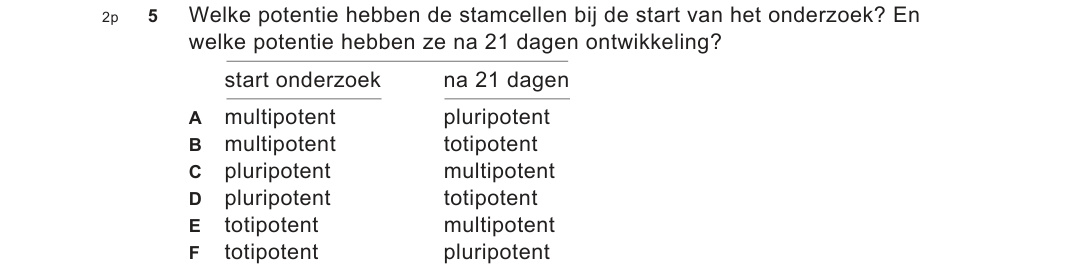 2p 5 Welke potentie hebben de stamcellen bij de start van het onderzoek? En
welke potentie hebben ze na 21 dagen ontwikkeling?
start onderzoek na 21 dagen
A multipotent pluripotent
B multipotent totipotent
C pluripotent multipotent
D pluripotent totipotent
E totipotent multipotent
F totipotent pluripotent